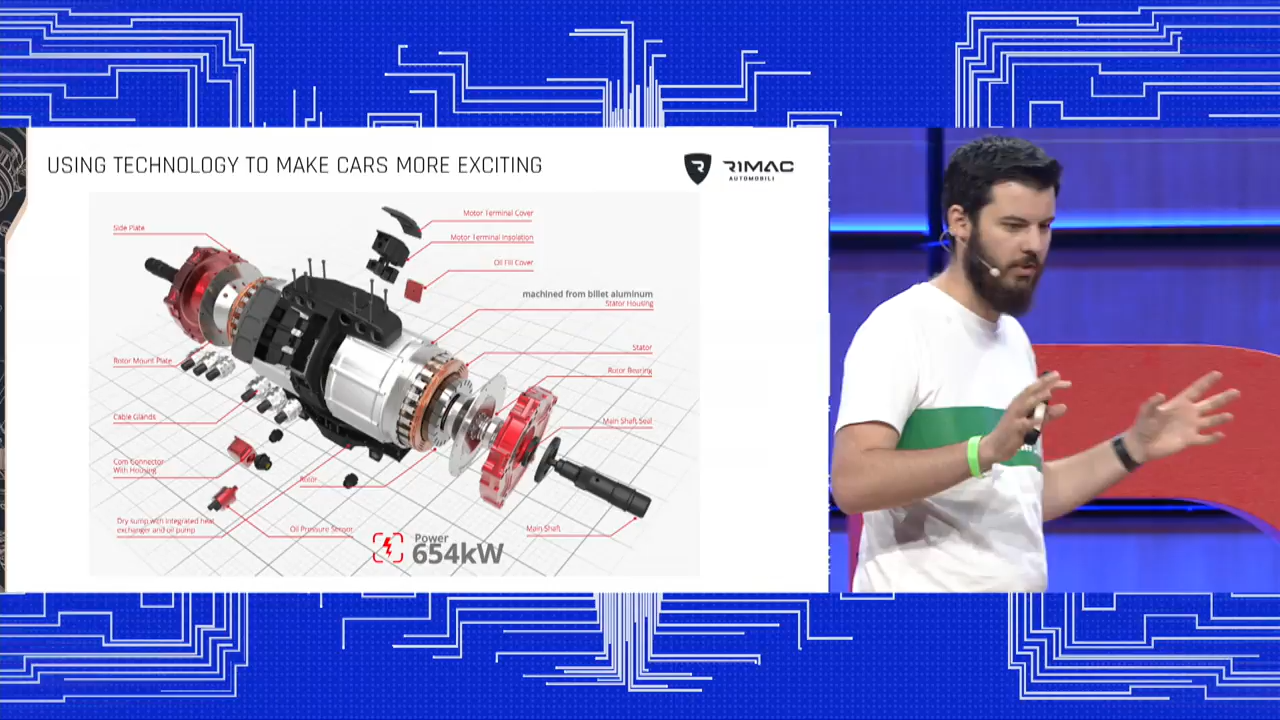 USING TECHNOLOGY TO MAKE CARS MORE EXCITING
RIMAC
AUTOMOBILI
Side Plate
Motor Terminal Cover
Motor Terminal Insolation
Oil Fill Cover
machined from billet aluminum
Stator Housing
Stator
Rotor Mount Plate
Rotor Bearing
Cable Glands
Main Shaft Seal
Com Connector
With Housing
Rotor
Dry sump with integrated heat
exchanger and oil pump
Oil Pressure Sensor
Main Shaft
Power
654kW